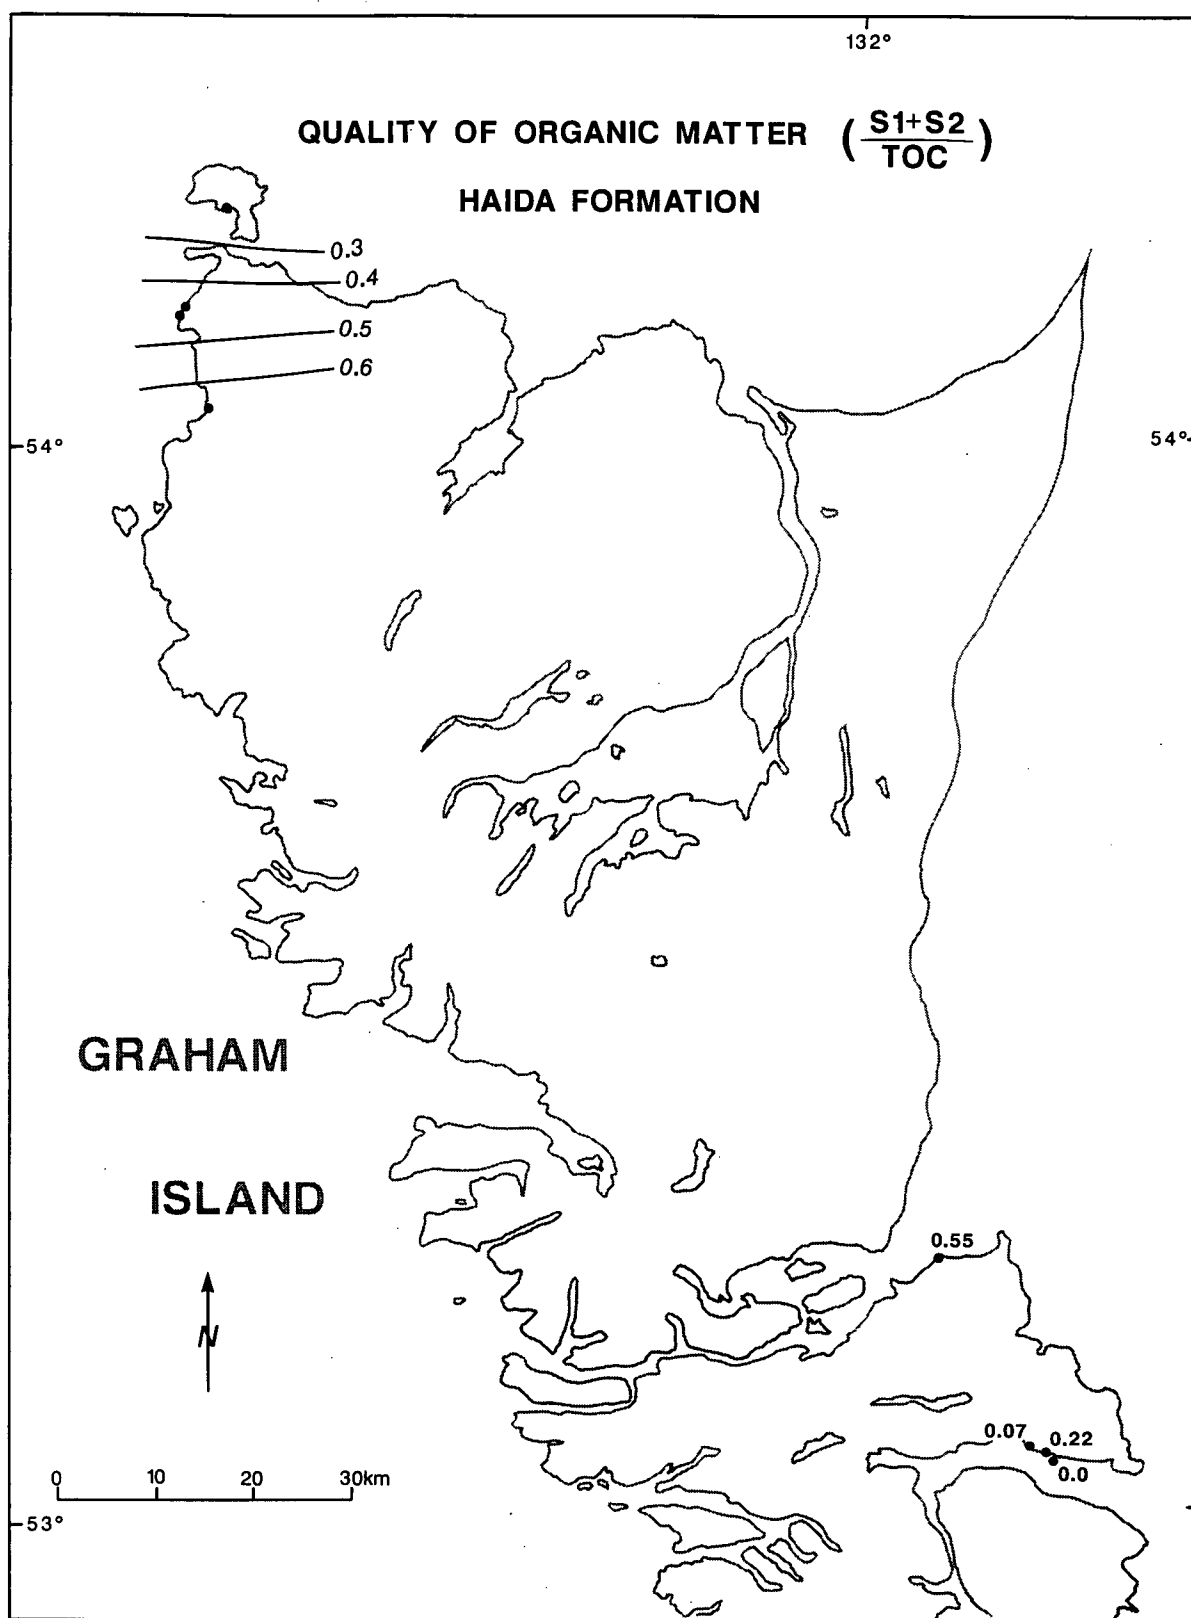 132°
QUALITY OF ORGANIC MATTER ( S1+S2 / TOC )
HAIDA FORMATION
0.3
0.4
0.5
0.6
54°
54°
GRAHAM
ISLAND
0.55
N
0.07
0.22
0.0
0 10 20 30km
53°